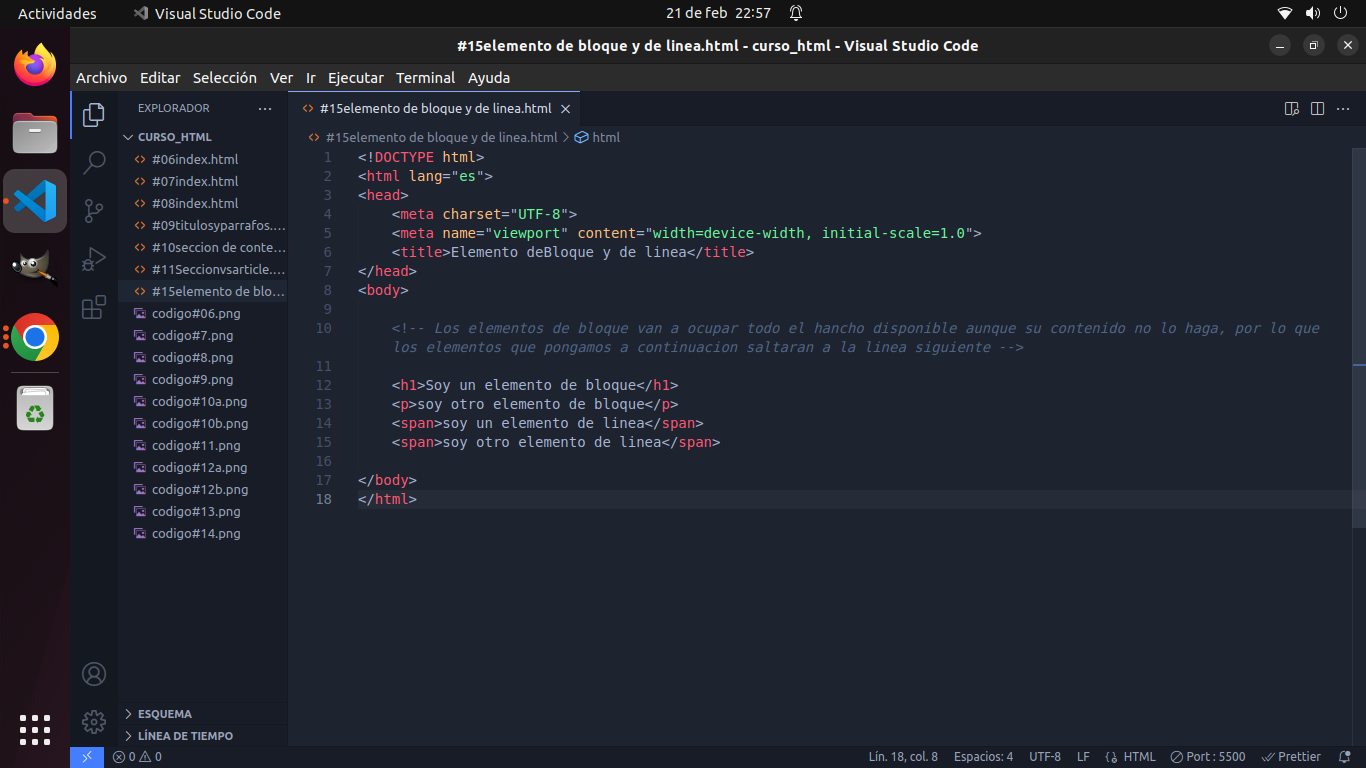 Actividades Visual Studio Code 21 de feb 22:57
#15elemento de bloque y de linea.html - curso_html - Visual Studio Code
Archivo Editar Selección Ver Ir Ejecutar Terminal Ayuda
EXPLORADOR
CURSO_HTML
#06index.html
#07index.html
#08index.html
#09titulosyparrafos....
#10seccion de conte...
#11Seccionvsarticle....
#15elemento de blo...
codigo#06.png
codigo#7.png
codigo#8.png
codigo#9.png
codigo#10a.png
codigo#10b.png
codigo#11.png
codigo#12a.png
codigo#12b.png
codigo#13.png
codigo#14.png
ESQUEMA
LÍNEA DE TIEMPO
#15elemento de bloque y de linea.html
#15elemento de bloque y de linea.html > html
1 <!DOCTYPE html>
2 <html lang="es">
3 <head>
4 <meta charset="UTF-8">
5 <meta name="viewport" content="width=device-width, initial-scale=1.0">
6 <title>Elemento deBloque y de linea</title>
7 </head>
8 <body>
9
10 <!-- Los elementos de bloque van a ocupar todo el hancho disponible aunque su contenido no lo haga, por lo que
los elementos que pongamos a continuacion saltaran a la linea siguiente -->
11
12 <h1>Soy un elemento de bloque</h1>
13 <p>soy otro elemento de bloque</p>
14 <span>soy un elemento de linea</span>
15 <span>soy otro elemento de linea</span>
16
17 </body>
18 </html>
0 0 Lín. 18, col. 8 Espacios: 4 UTF-8 LF HTML Port : 5500 Prettier